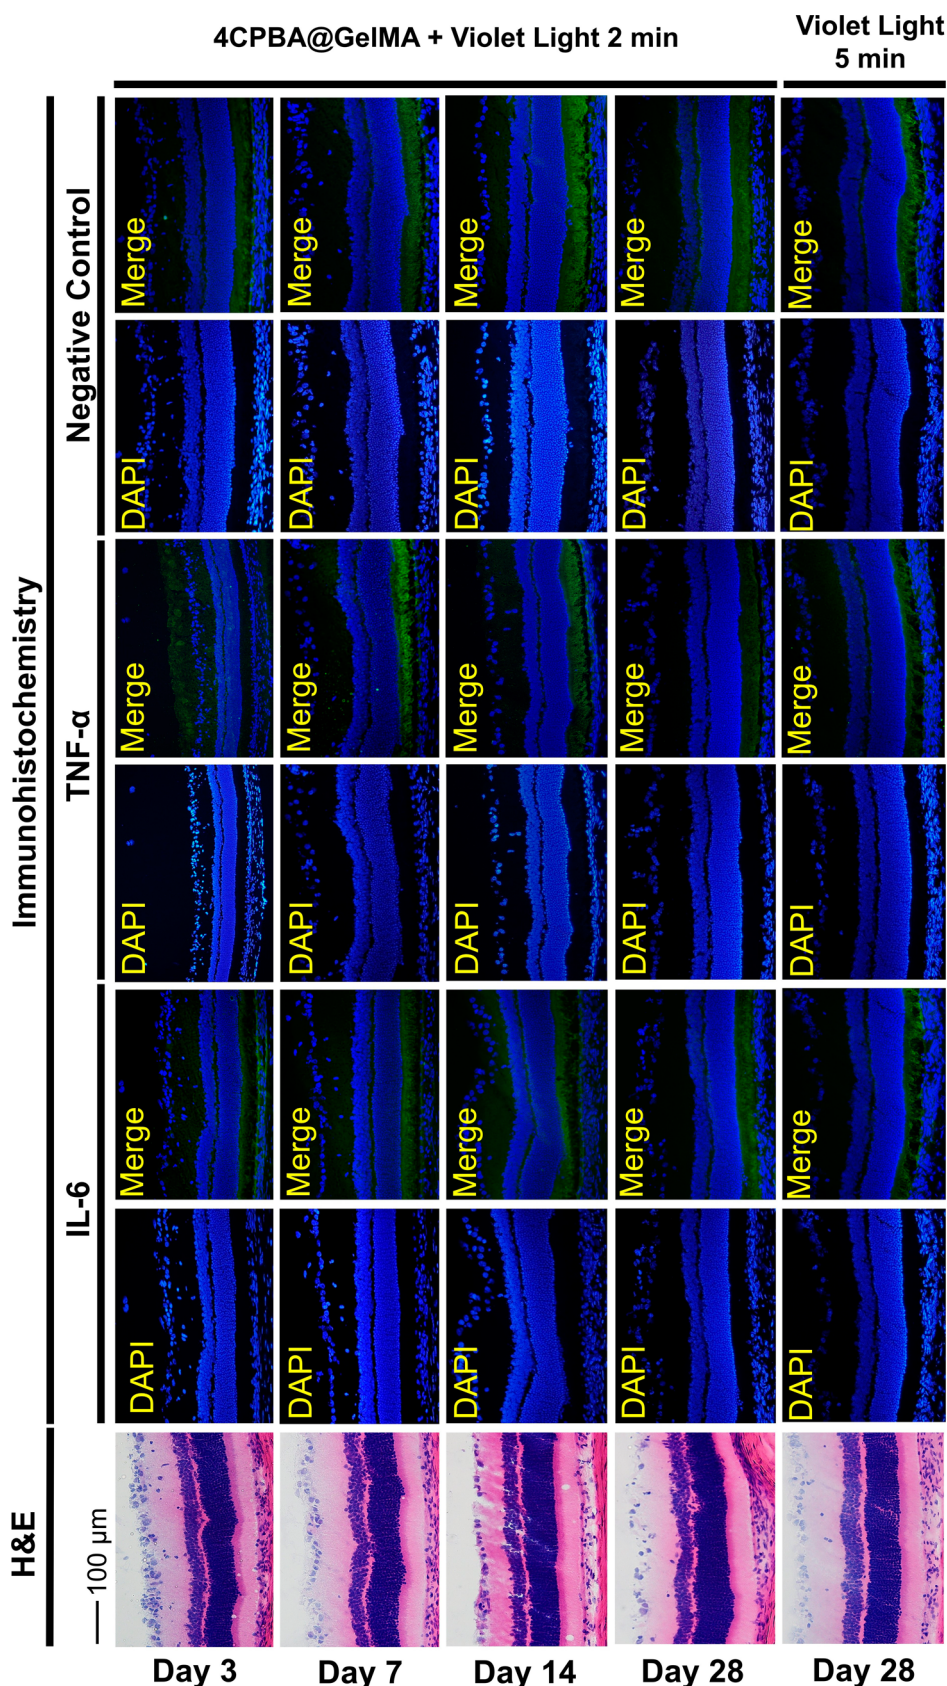 4CPBA@GelMA + Violet Light 2 min
Violet Light
5 min
Immunohistochemistry
Negative Control
Merge
Merge
Merge
Merge
Merge
DAPI
DAPI
DAPI
DAPI
DAPI
TNF-α
Merge
Merge
Merge
Merge
Merge
DAPI
DAPI
DAPI
DAPI
DAPI
IL-6
Merge
Merge
Merge
Merge
Merge
DAPI
DAPI
DAPI
DAPI
DAPI
H&E
100 µm
Day 3
Day 7
Day 14
Day 28
Day 28